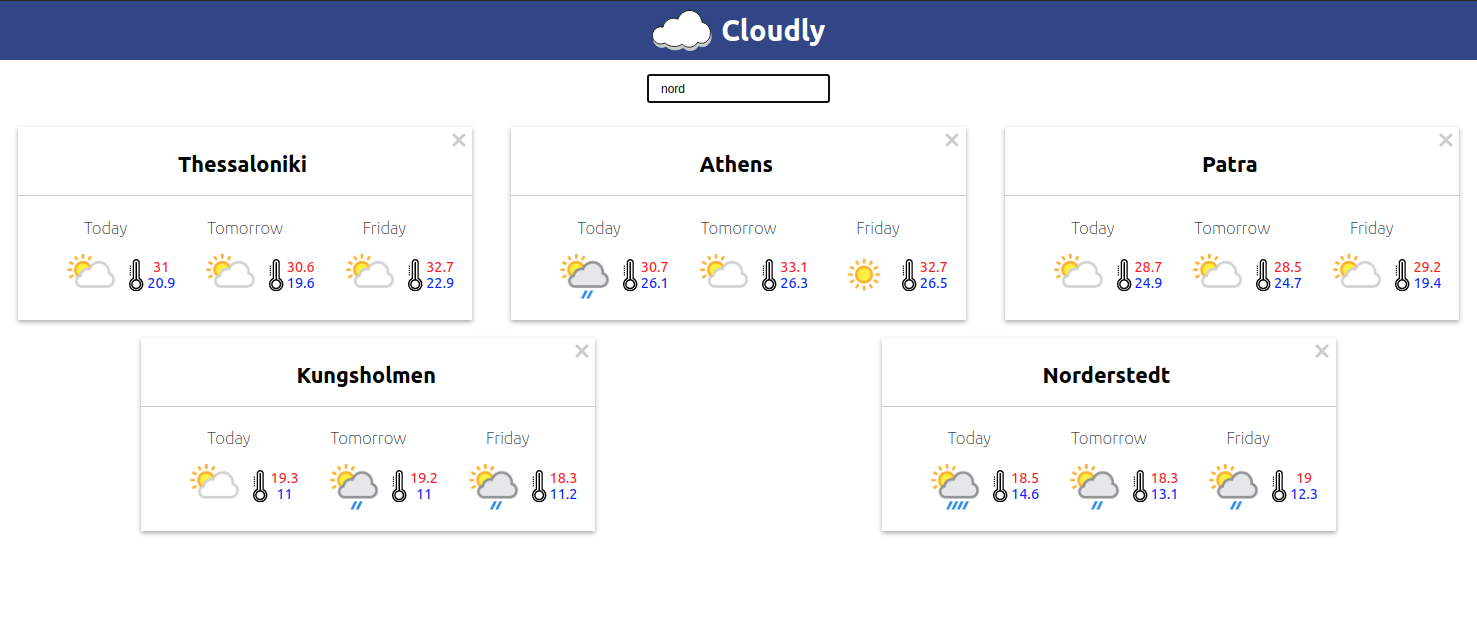 Cloudly
nord
Thessaloniki
Today Tomorrow Friday
31 30.6 32.7
20.9 19.6 22.9
Athens
Today Tomorrow Friday
30.7 33.1 32.7
26.1 26.3 26.5
Patra
Today Tomorrow Friday
28.7 28.5 29.2
24.9 24.7 19.4
Kungsholmen
Today Tomorrow Friday
19.3 19.2 18.3
11 11 11.2
Norderstedt
Today Tomorrow Friday
18.5 18.3 19
14.6 13.1 12.3